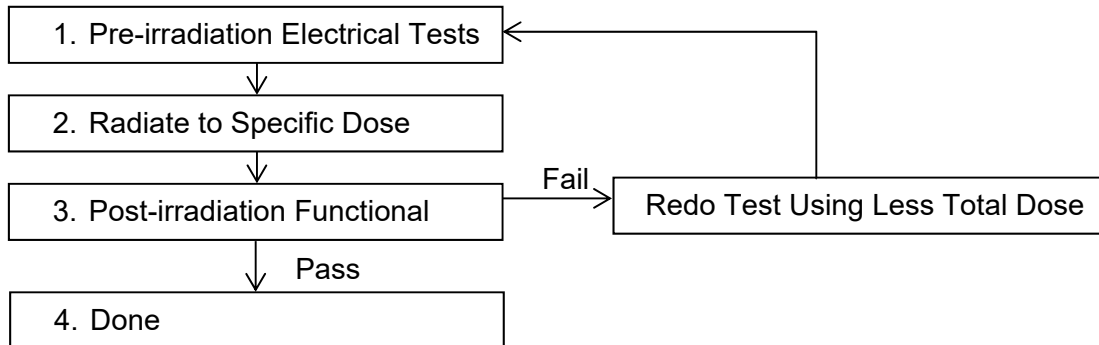 1. Pre-irradiation Electrical Tests
2. Radiate to Specific Dose
Fail
3. Post-irradiation Functional
Redo Test Using Less Total Dose
Pass
4. Done